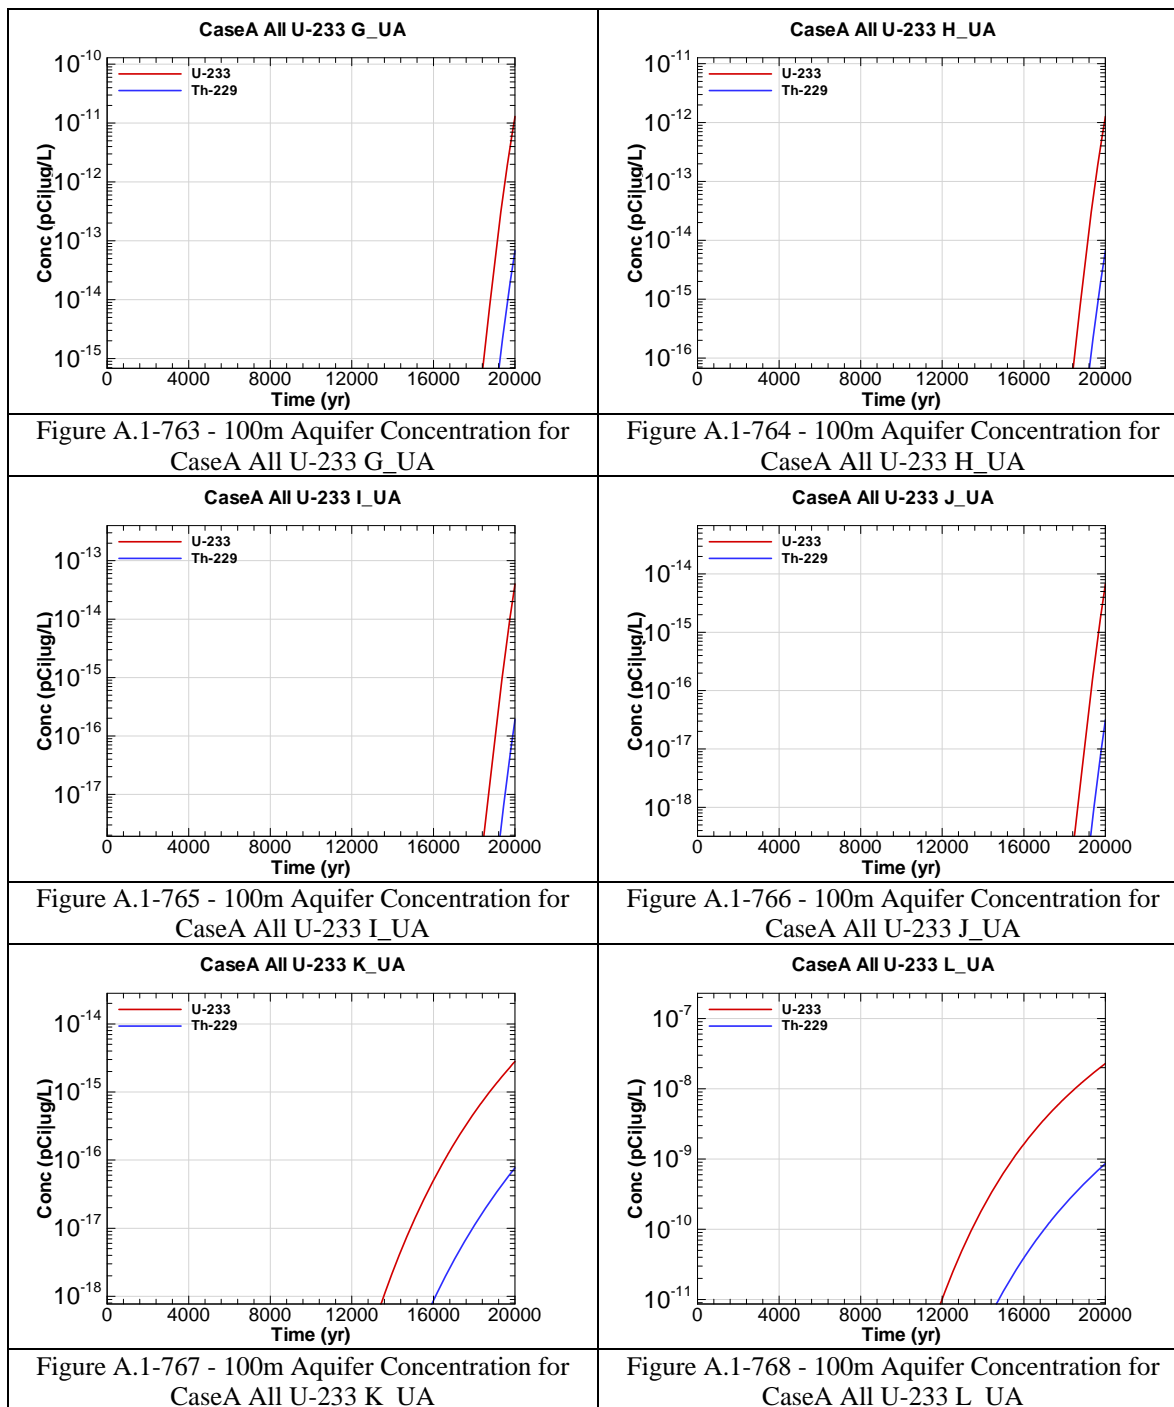 CaseA All U-233 G_UA
U-233
Th-229
10^-10
10^-11
10^-12
10^-13
10^-14
10^-15
Conc (pCi|ug/L)
0 4000 8000 12000 16000 20000
Time (yr)
Figure A.1-763 - 100m Aquifer Concentration for
CaseA All U-233 G_UA
CaseA All U-233 H_UA
U-233
Th-229
10^-11
10^-12
10^-13
10^-14
10^-15
10^-16
Conc (pCi|ug/L)
0 4000 8000 12000 16000 20000
Time (yr)
Figure A.1-764 - 100m Aquifer Concentration for
CaseA All U-233 H_UA
CaseA All U-233 I_UA
U-233
Th-229
10^-13
10^-14
10^-15
10^-16
10^-17
Conc (pCi|ug/L)
0 4000 8000 12000 16000 20000
Time (yr)
Figure A.1-765 - 100m Aquifer Concentration for
CaseA All U-233 I_UA
CaseA All U-233 J_UA
U-233
Th-229
10^-14
10^-15
10^-16
10^-17
10^-18
Conc (pCi|ug/L)
0 4000 8000 12000 16000 20000
Time (yr)
Figure A.1-766 - 100m Aquifer Concentration for
CaseA All U-233 J_UA
CaseA All U-233 K_UA
U-233
Th-229
10^-14
10^-15
10^-16
10^-17
10^-18
Conc (pCi|ug/L)
0 4000 8000 12000 16000 20000
Time (yr)
Figure A.1-767 - 100m Aquifer Concentration for
CaseA All U-233 K_UA
CaseA All U-233 L_UA
U-233
Th-229
10^-7
10^-8
10^-9
10^-10
10^-11
Conc (pCi|ug/L)
0 4000 8000 12000 16000 20000
Time (yr)
Figure A.1-768 - 100m Aquifer Concentration for
CaseA All U-233 L_UA